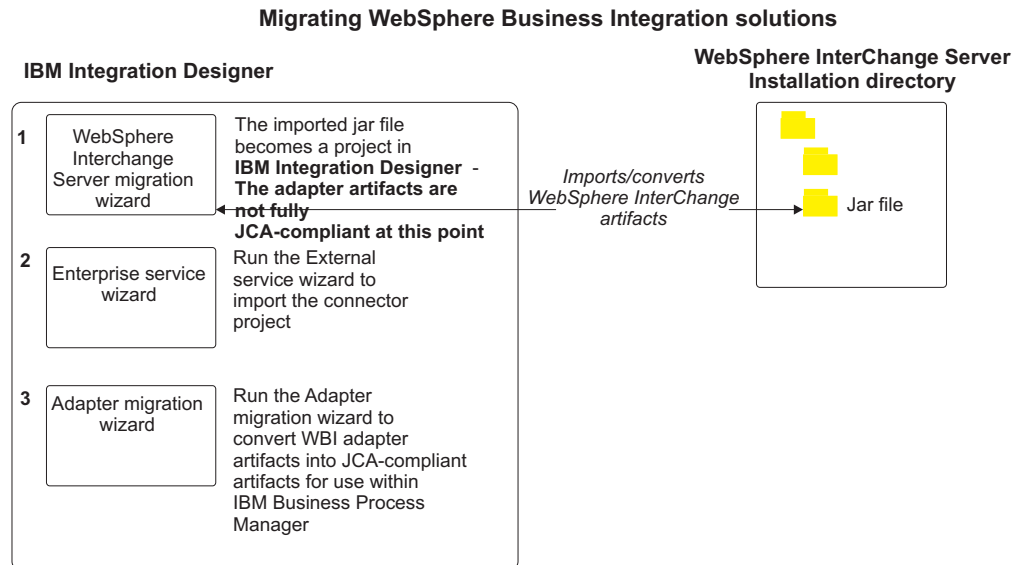 Migrating WebSphere Business Integration solutions
IBM Integration Designer
WebSphere InterChange Server
Installation directory
1
WebSphere
Interchange
Server migration
wizard
The imported jar file
becomes a project in
IBM Integration Designer -
The adapter artifacts are
not fully
JCA-compliant at this point
Imports/converts
WebSphere InterChange
artifacts
Jar file
2
Enterprise service
wizard
Run the External
service wizard to
import the connector
project
3
Adapter migration
wizard
Run the Adapter
migration wizard to
convert WBI adapter
artifacts into JCA-compliant
artifacts for use within
IBM Business Process
Manager